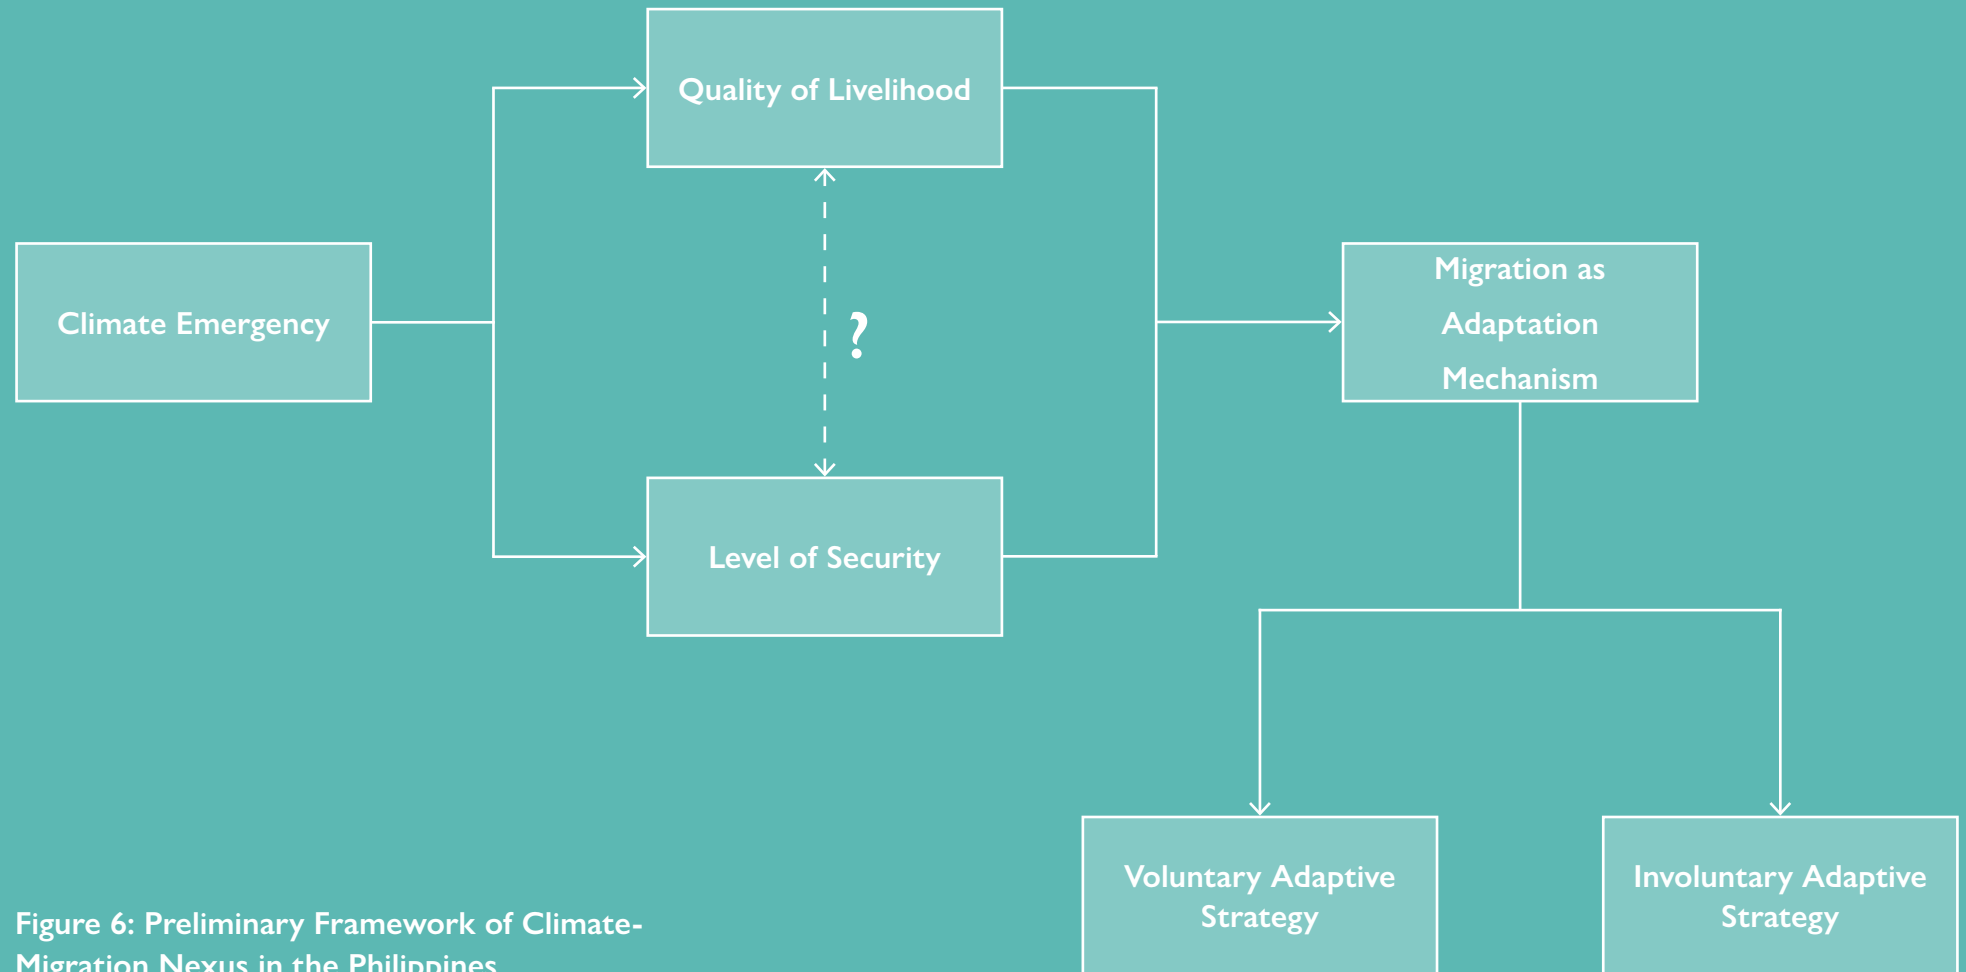 Quality of Livelihood
Climate Emergency
?
Migration as
Adaptation
Mechanism
Level of Security
Voluntary Adaptive
Strategy
Involuntary Adaptive
Strategy
Figure 6: Preliminary Framework of Climate-
Migration Nexus in the Philippines